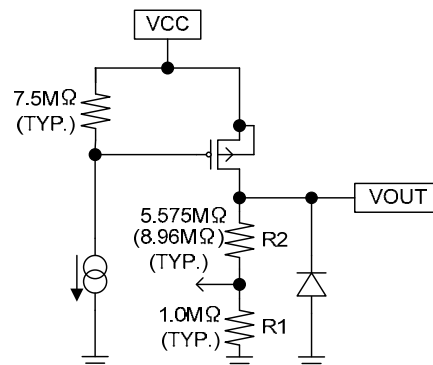 VCC
7.5MΩ
(TYP.)
VOUT
5.575MΩ
(8.96MΩ)
(TYP.)
R2
1.0MΩ
(TYP.)
R1